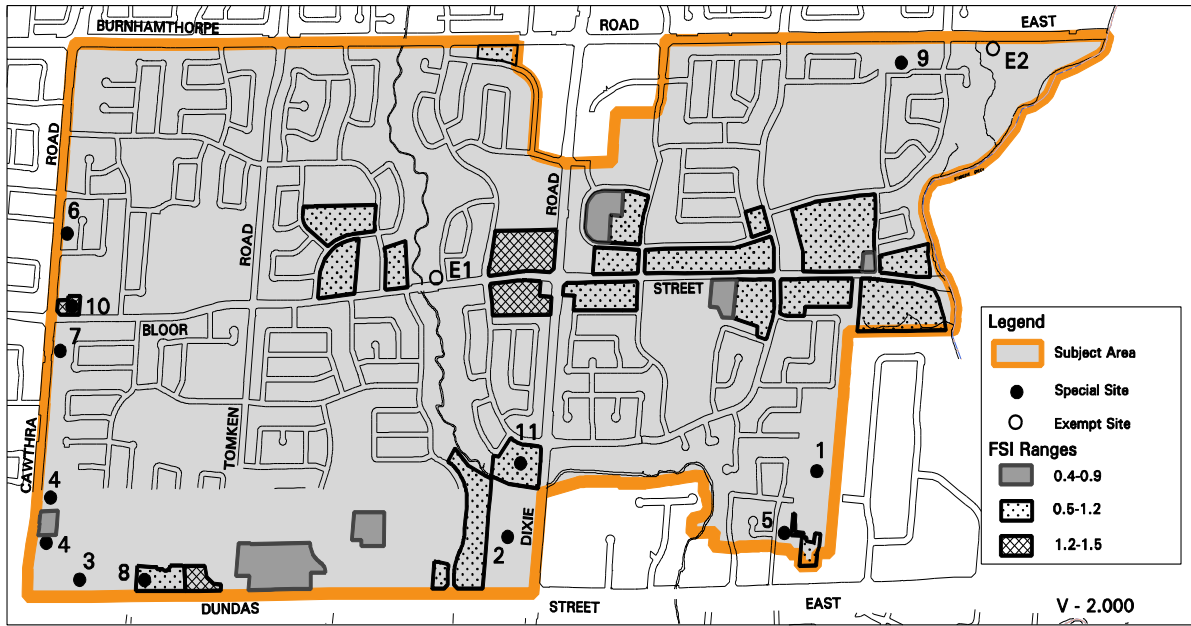 BURNHAMTHORPE ROAD EAST
9
E2
ROAD
6
ROAD
ROAD
E1
10
STREET
BLOOR
7
Legend
Subject Area
Special Site
Exempt Site
FSI Ranges
0.4-0.9
0.5-1.2
1.2-1.5
TOMKEN
CAWTHRA
11
1
4
5
DIXIE
2
4
3
8
DUNDAS STREET EAST
V - 2.000